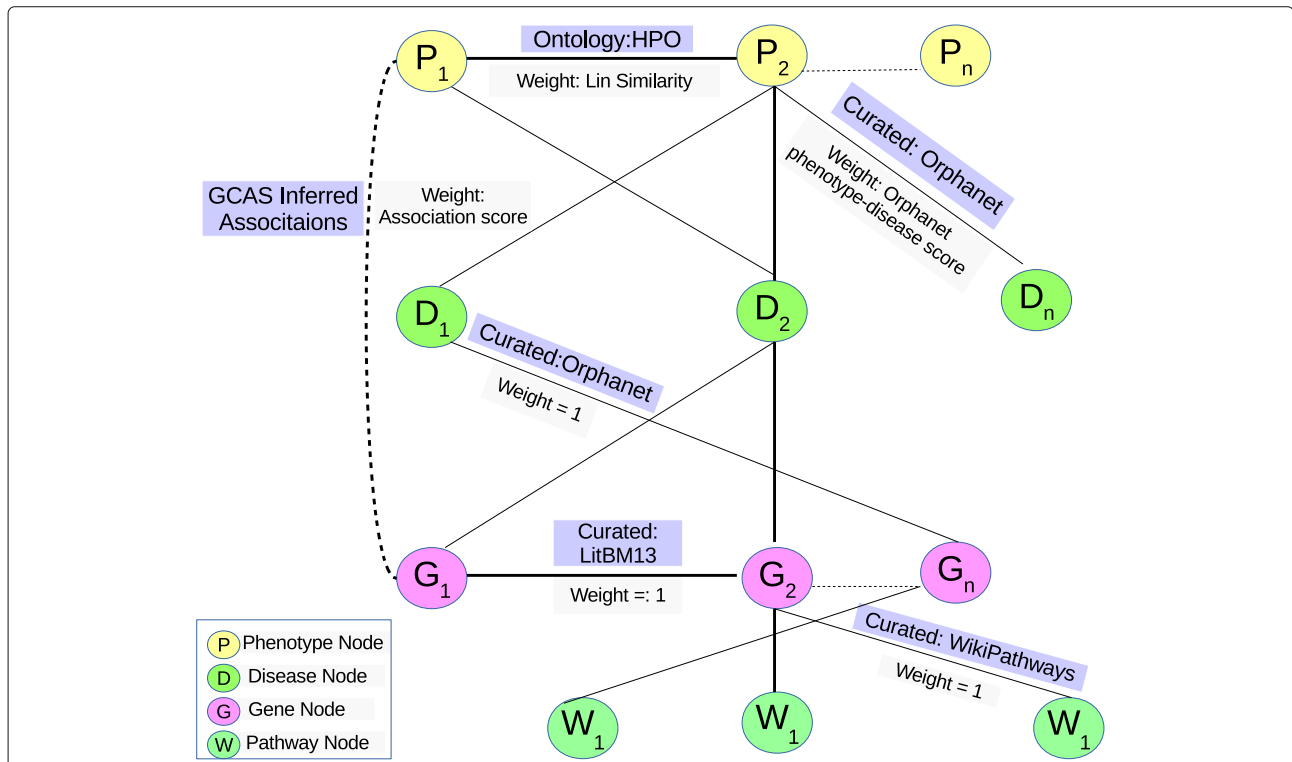 Ontology:HPO
P1
P2
Pn
Weight: Lin Similarity
Curated: Orphanet
Weight: Orphanet
phenotype-disease score
GCAS Inferred
Associtaions
Weight:
Association score
D1
D2
Dn
Curated:Orphanet
Weight = 1
Curated:
LitBM13
G1
G2
Gn
Weight =: 1
Curated: WikiPathways
Weight = 1
W1
W1
W1
P Phenotype Node
D Disease Node
G Gene Node
W Pathway Node